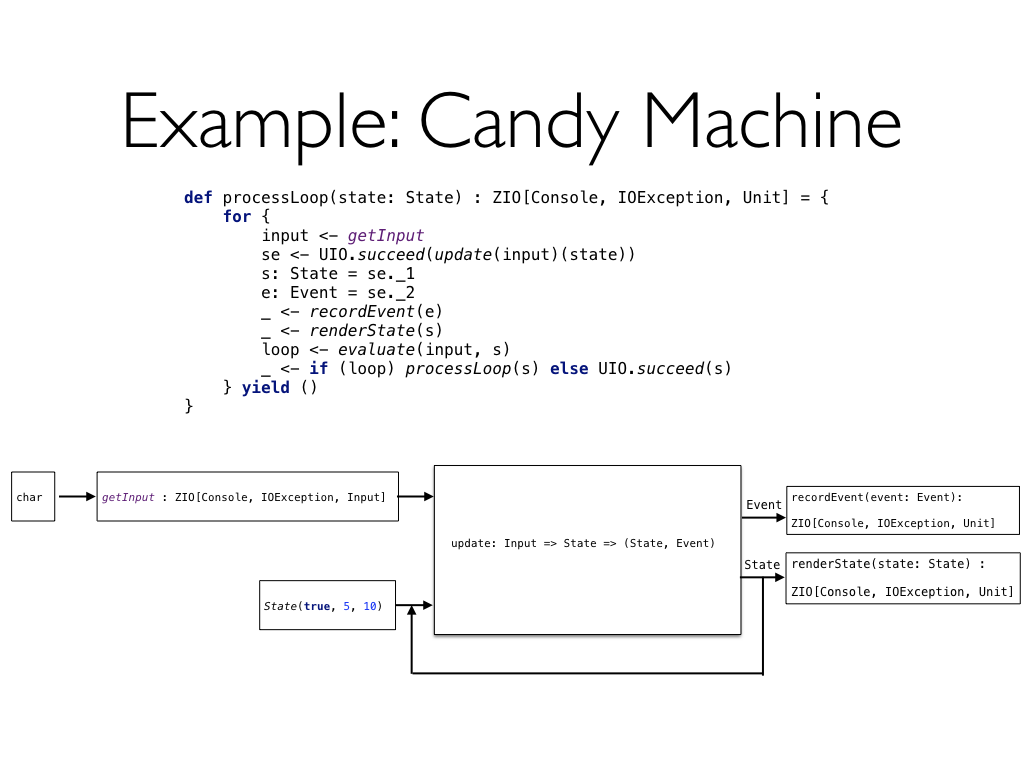 Example: Candy Machine
def processLoop(state: State) : ZIO[Console, IOException, Unit] = {
    for {
        input <- getInput
        se <- UIO.succeed(update(input)(state))
        s: State = se._1
        e: Event = se._2
        _ <- recordEvent(e)
        _ <- renderState(s)
        loop <- evaluate(input, s)
        _ <- if (loop) processLoop(s) else UIO.succeed(s)
    } yield ()
}
char
getInput : ZIO[Console, IOException, Input]
State(true, 5, 10)
update: Input => State => (State, Event)
Event
recordEvent(event: Event):
ZIO[Console, IOException, Unit]
State
renderState(state: State) :
ZIO[Console, IOException, Unit]